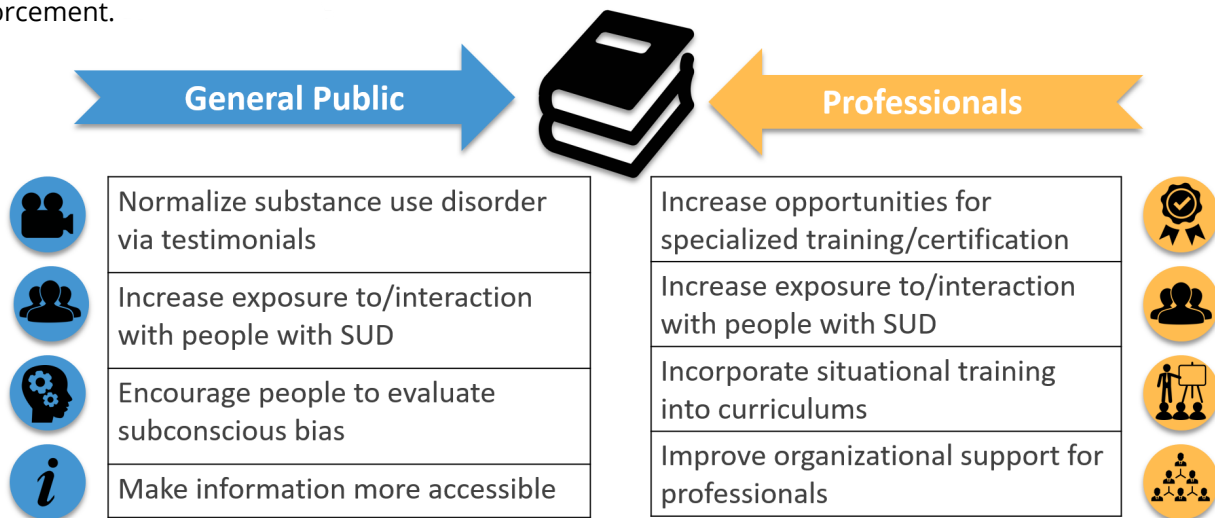 orcement.
General Public
Professionals
Normalize substance use disorder
via testimonials
Increase exposure to/interaction
with people with SUD
Encourage people to evaluate
subconscious bias
Make information more accessible
Increase opportunities for
specialized training/certification
Increase exposure to/interaction
with people with SUD
Incorporate situational training
into curriculums
Improve organizational support for
professionals